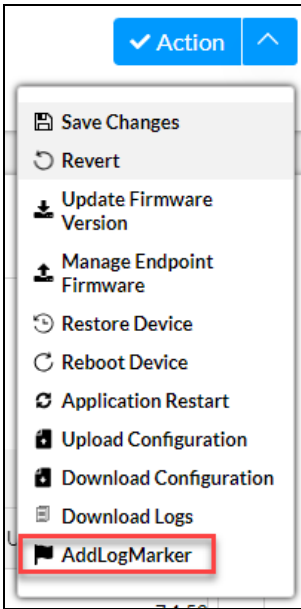 Action
Save Changes
Revert
Update Firmware
Version
Manage Endpoint
Firmware
Restore Device
Reboot Device
Application Restart
Upload Configuration
Download Configuration
Download Logs
AddLogMarker